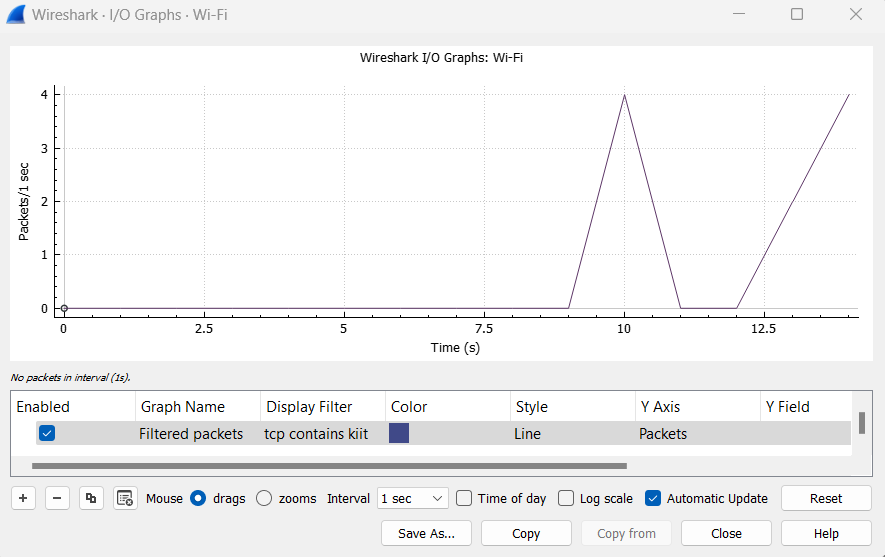 Wireshark · I/O Graphs · Wi-Fi
Wireshark I/O Graphs: Wi-Fi
4
3
2
1
0
Packets/1 sec
0 2.5 5 7.5 10 12.5
Time (s)
No packets in interval (1s).
Enabled Graph Name Display Filter Color Style Y Axis Y Field
Filtered packets tcp contains kiit Line Packets
Mouse drags zooms Interval 1 sec Time of day Log scale Automatic Update Reset
Save As... Copy Copy from Close Help